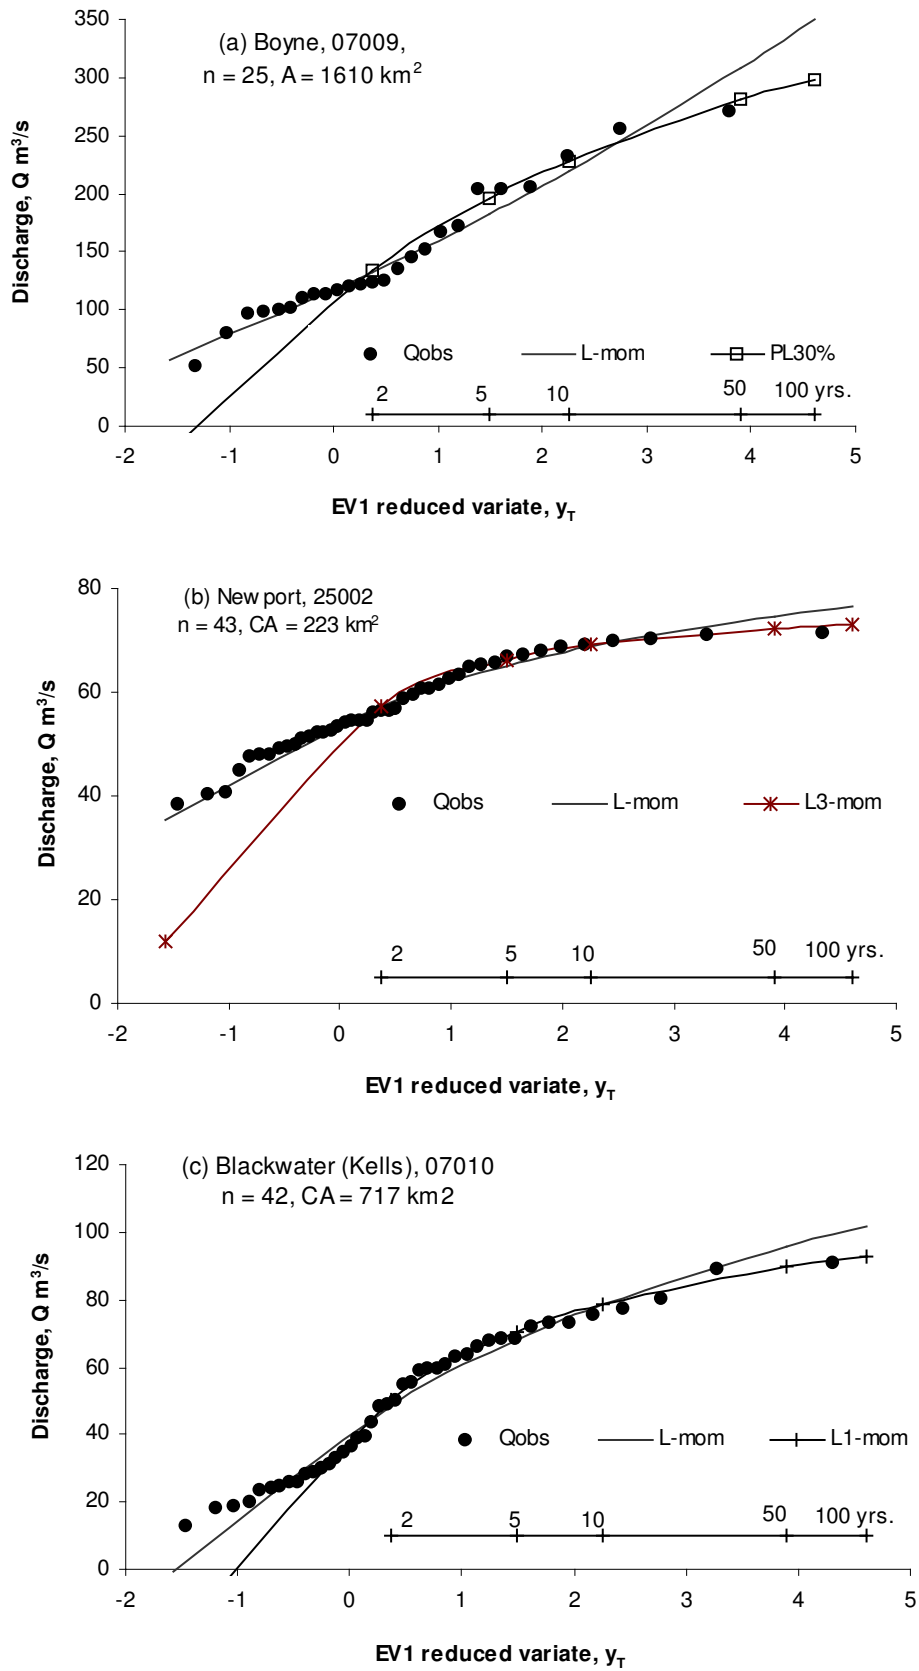 350
300
250
200
150
100
50
0
Discharge, Q m³/s
(a) Boyne, 07009,
n = 25, A = 1610 km²
Qobs L-mom PL30%
2 5 10 50 100 yrs.
-2 -1 0 1 2 3 4 5
EV1 reduced variate, y_T
80
60
40
20
0
Discharge, Q m³/s
(b) Newport, 25002
n = 43, CA = 223 km²
Qobs L-mom L3-mom
2 5 10 50 100 yrs.
-2 -1 0 1 2 3 4 5
EV1 reduced variate, y_T
120
100
80
60
40
20
0
Discharge, Q m³/s
(c) Blackwater (Kells), 07010
n = 42, CA = 717 km2
Qobs L-mom L1-mom
2 5 10 50 100 yrs.
-2 -1 0 1 2 3 4 5
EV1 reduced variate, y_T